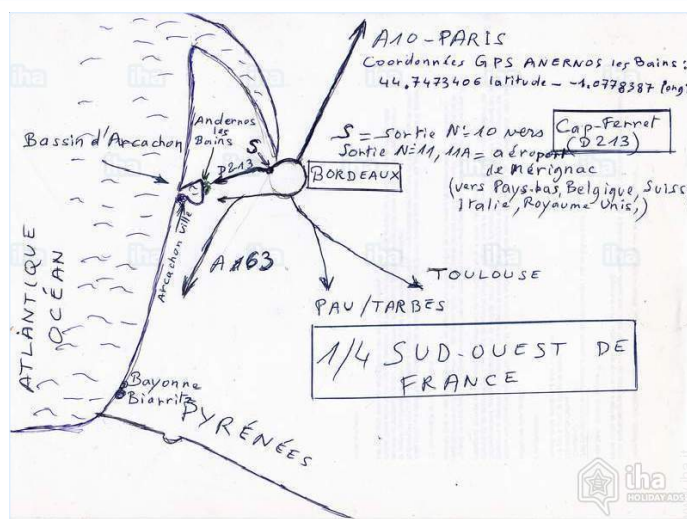 A10-PARIS
Coordonnées GPS ANERNOS les Bains :
44.7473406 latitude - -1.0778387 longi
Andernos
les
Bains
S
S = Sortie N°10 vers Cap-Ferret
(D213)
Sortie N°11, 11A = aéroport
de Mérignac
(vers Pays-bas, Belgique, Suiss
Italie, Royaume Unis,)
Bassin d'Arcachon
D213
BORDEAUX
Arcachon ville
A 63
ATLANTIQUE
OCÉAN
TOULOUSE
PAU/TARBES
1/4 SUD-OUEST DE
FRANCE
Bayonne
Biarritz
PYRÉNÉES
iha
HOLIDAY ADS